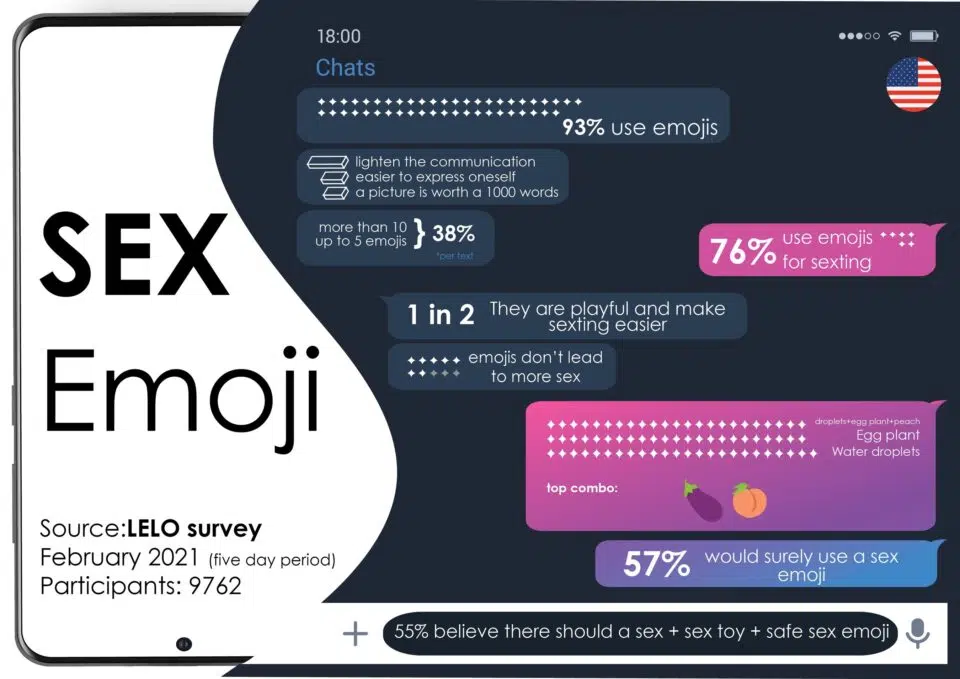 SEX
Emoji
Source:LELO survey
February 2021 (five day period)
Participants: 9762
18:00
Chats
93% use emojis
lighten the communication
easier to express oneself
a picture is worth a 1000 words
more than 10
up to 5 emojis } 38%
*per text
76% use emojis
for sexting
1 in 2 They are playful and make
sexting easier
emojis don't lead
to more sex
droplets+egg plant+peach
Egg plant
Water droplets
top combo:
57% would surely use a sex
emoji
55% believe there should a sex + sex toy + safe sex emoji